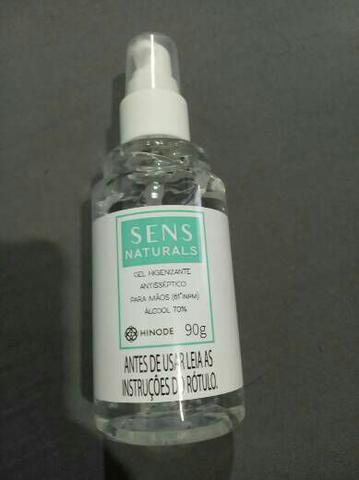 SENS
NATURALS
GEL HIGIENIZANTE
ANTISSÉPTICO
PARA MÃOS (61°INPM)
ÁLCOOL 70%
HINODE 90g
ANTES DE USAR LEIA AS
INSTRUÇÕES DO RÓTULO.